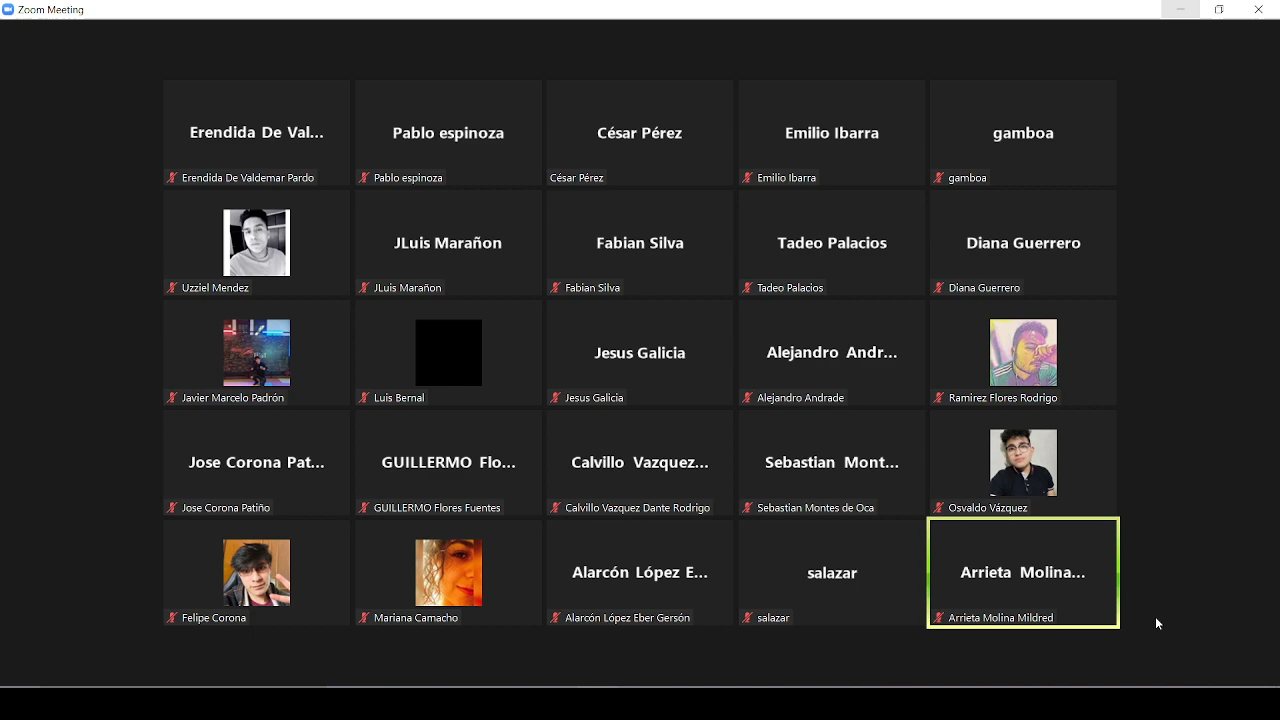 Zoom Meeting
Erendida De Val...
Pablo espinoza
César Pérez
Emilio Ibarra
gamboa
Erendida De Valdemar Pardo
Pablo espinoza
César Pérez
Emilio Ibarra
gamboa
JLuis Marañon
Fabian Silva
Tadeo Palacios
Diana Guerrero
Uzziel Mendez
JLuis Marañon
Fabian Silva
Tadeo Palacios
Diana Guerrero
Jesus Galicia
Alejandro Andr...
Javier Marcelo Padrón
Luis Bernal
Jesus Galicia
Alejandro Andrade
Ramirez Flores Rodrigo
Jose Corona Pat...
GUILLERMO Flo...
Calvillo Vazquez...
Sebastian Mont...
Jose Corona Patiño
GUILLERMO Flores Fuentes
Calvillo Vazquez Dante Rodrigo
Sebastian Montes de Oca
Osvaldo Vázquez
Alarcón López E...
salazar
Arrieta Molina...
Felipe Corona
Mariana Camacho
Alarcón López Eber Gersón
salazar
Arrieta Molina Mildred